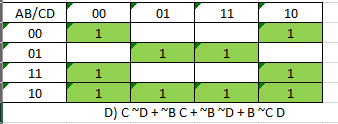 AB/CD 00 01 11 10
00 1 1
01 1 1
11 1 1
10 1 1 1 1
D) C ~D + ~B C + ~B ~D + B ~C D